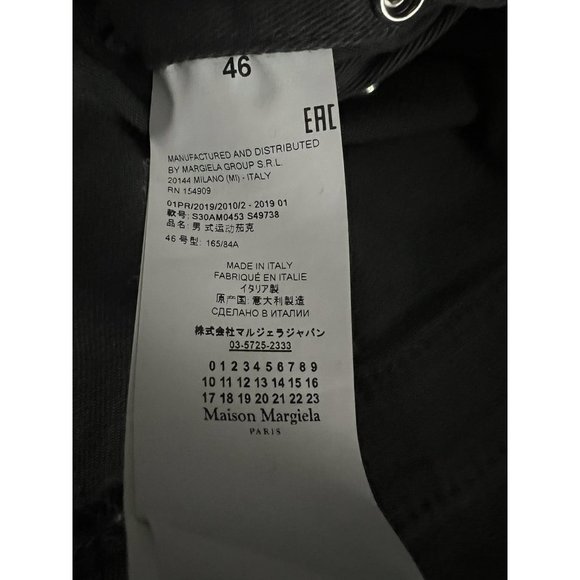 46
EAC
MANUFACTURED AND DISTRIBUTED
BY MARGIELA GROUP S.R.L.
20144 MILANO (MI) - ITALY
RN 154909
01PR/2019/2010/2 - 2019 01
款号: S30AM0453 S49738
品名: 男 式运动茄克
46 号型: 165/84A
MADE IN ITALY
FABRIQUÉ EN ITALIE
イタリア製
原产国: 意大利製造
СДЕЛАНО В ИТАЛИИ
株式会社マルジェラジャパン
03-5725-2333
0 1 2 3 4 5 6 7 8 9
10 11 12 13 14 15 16
17 18 19 20 21 22 23
Maison Margiela
PARIS